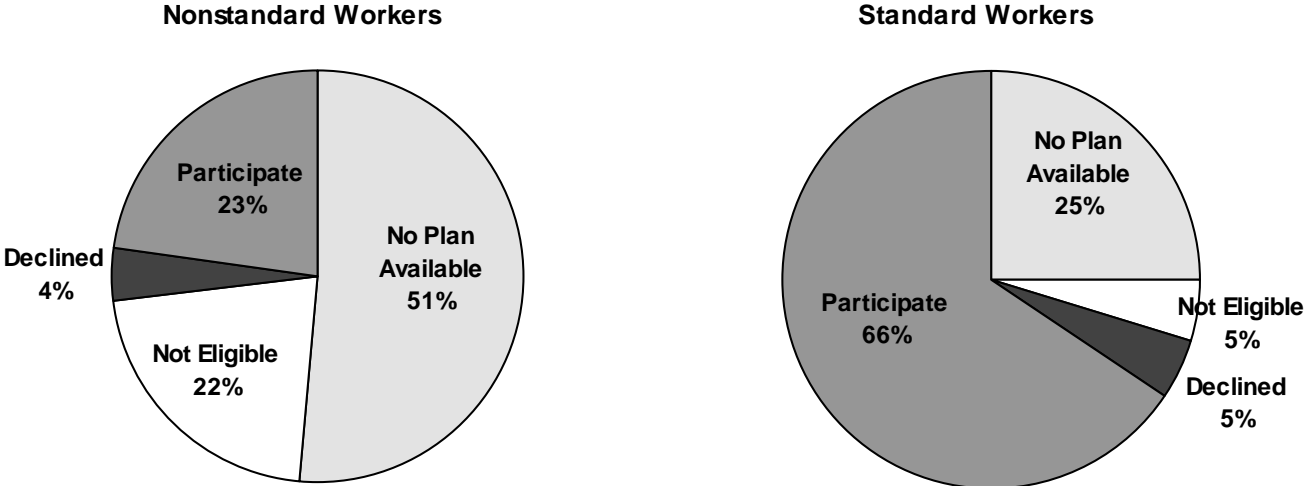 Nonstandard Workers
Participate
23%
Declined
4%
No Plan
Available
51%
Not Eligible
22%
Standard Workers
No Plan
Available
25%
Participate
66%
Not Eligible
5%
Declined
5%